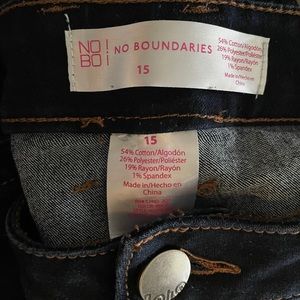 NO
BO
NO BOUNDARIES
15
54% Cotton/Algodón
26% Polyester/Poliéster
19% Rayon/Rayón
1% Spandex
Made in/Hecho en
China
15
54% Cotton/Algodón
26% Polyester/Poliéster
19% Rayon/Rayón
1% Spandex
Made in/Hecho en
China